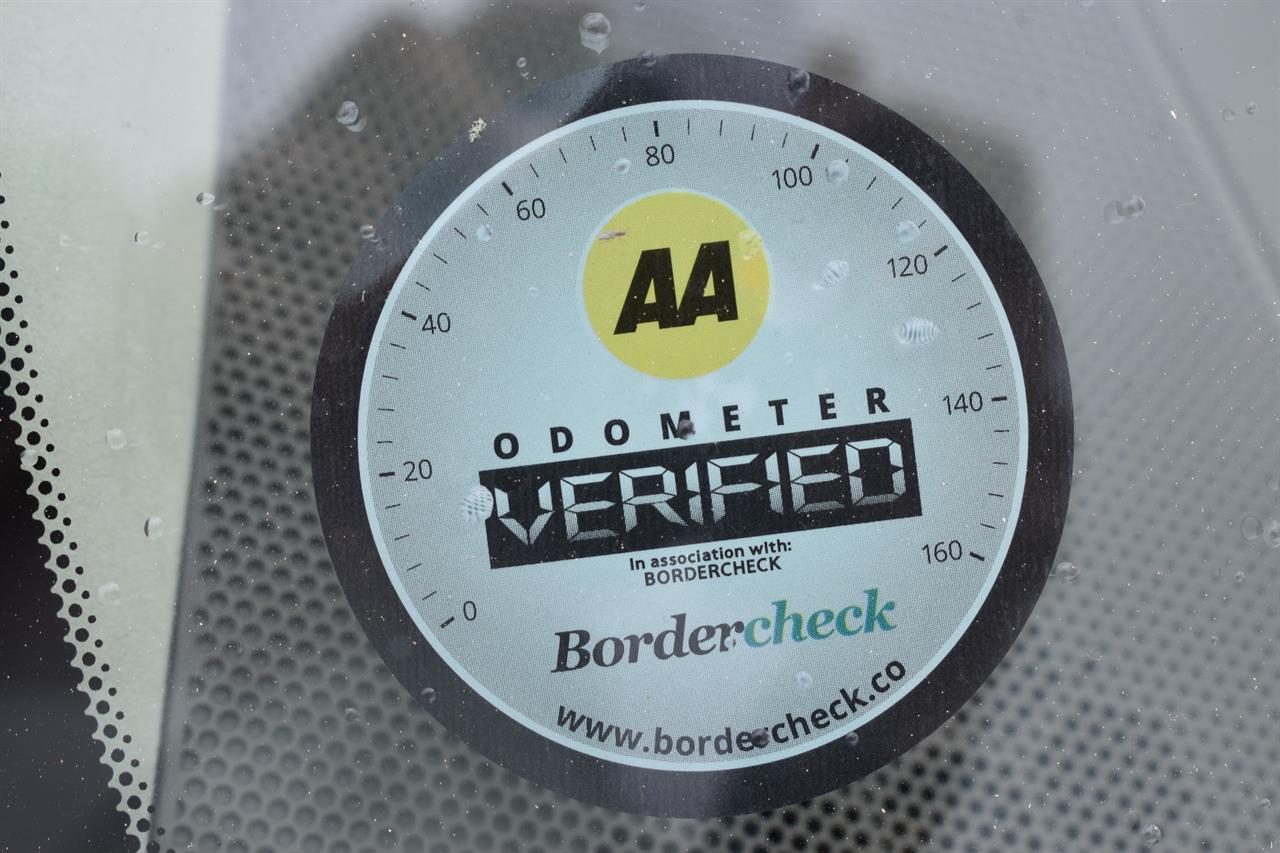 0
20
40
60
80
100
120
140
160
AA
ODOMETER
VERIFIED
In association with:
BORDERCHECK
Bordercheck
www.bordercheck.co